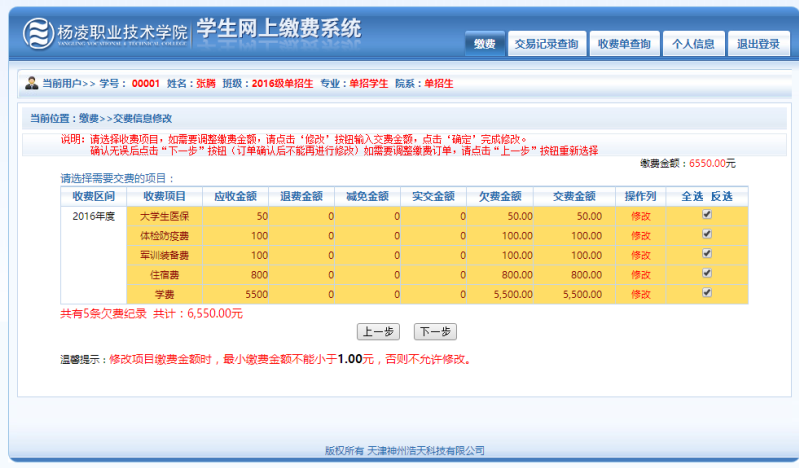 杨凌职业技术学院 学生网上缴费系统
YANGLING VOCATIONAL & TECHNICAL COLLEGE
缴费 交易记录查询 收费单查询 个人信息 退出登录
当前用户>> 学号：00001 姓名：张腾 班级：2016级单招生 专业：单招学生 院系：单招生
当前位置：缴费>>交费信息修改
说明：请选择收费项目，如需要调整缴费金额，请点击‘修改’按钮输入交费金额，点击‘确定’完成修改。
确认无误后点击“下一步”按钮（订单确认后不能再进行修改）如需要调整缴费订单，请点击“上一步”按钮重新选择
缴费金额：6550.00元
请选择需要交费的项目：
收费区间 收费项目 应收金额 退费金额 减免金额 实交金额 欠费金额 交费金额 操作列 全选 反选
2016年度 大学生医保 50 0 0 0 50.00 50.00 修改
体检防疫费 100 0 0 0 100.00 100.00 修改
军训装备费 100 0 0 0 100.00 100.00 修改
住宿费 800 0 0 0 800.00 800.00 修改
学费 5500 0 0 0 5,500.00 5,500.00 修改
共有5条欠费纪录 共计：6,550.00元
上一步 下一步
温馨提示：修改项目缴费金额时，最小缴费金额不能小于1.00元，否则不允许修改。
版权所有 天津神州浩天科技有限公司